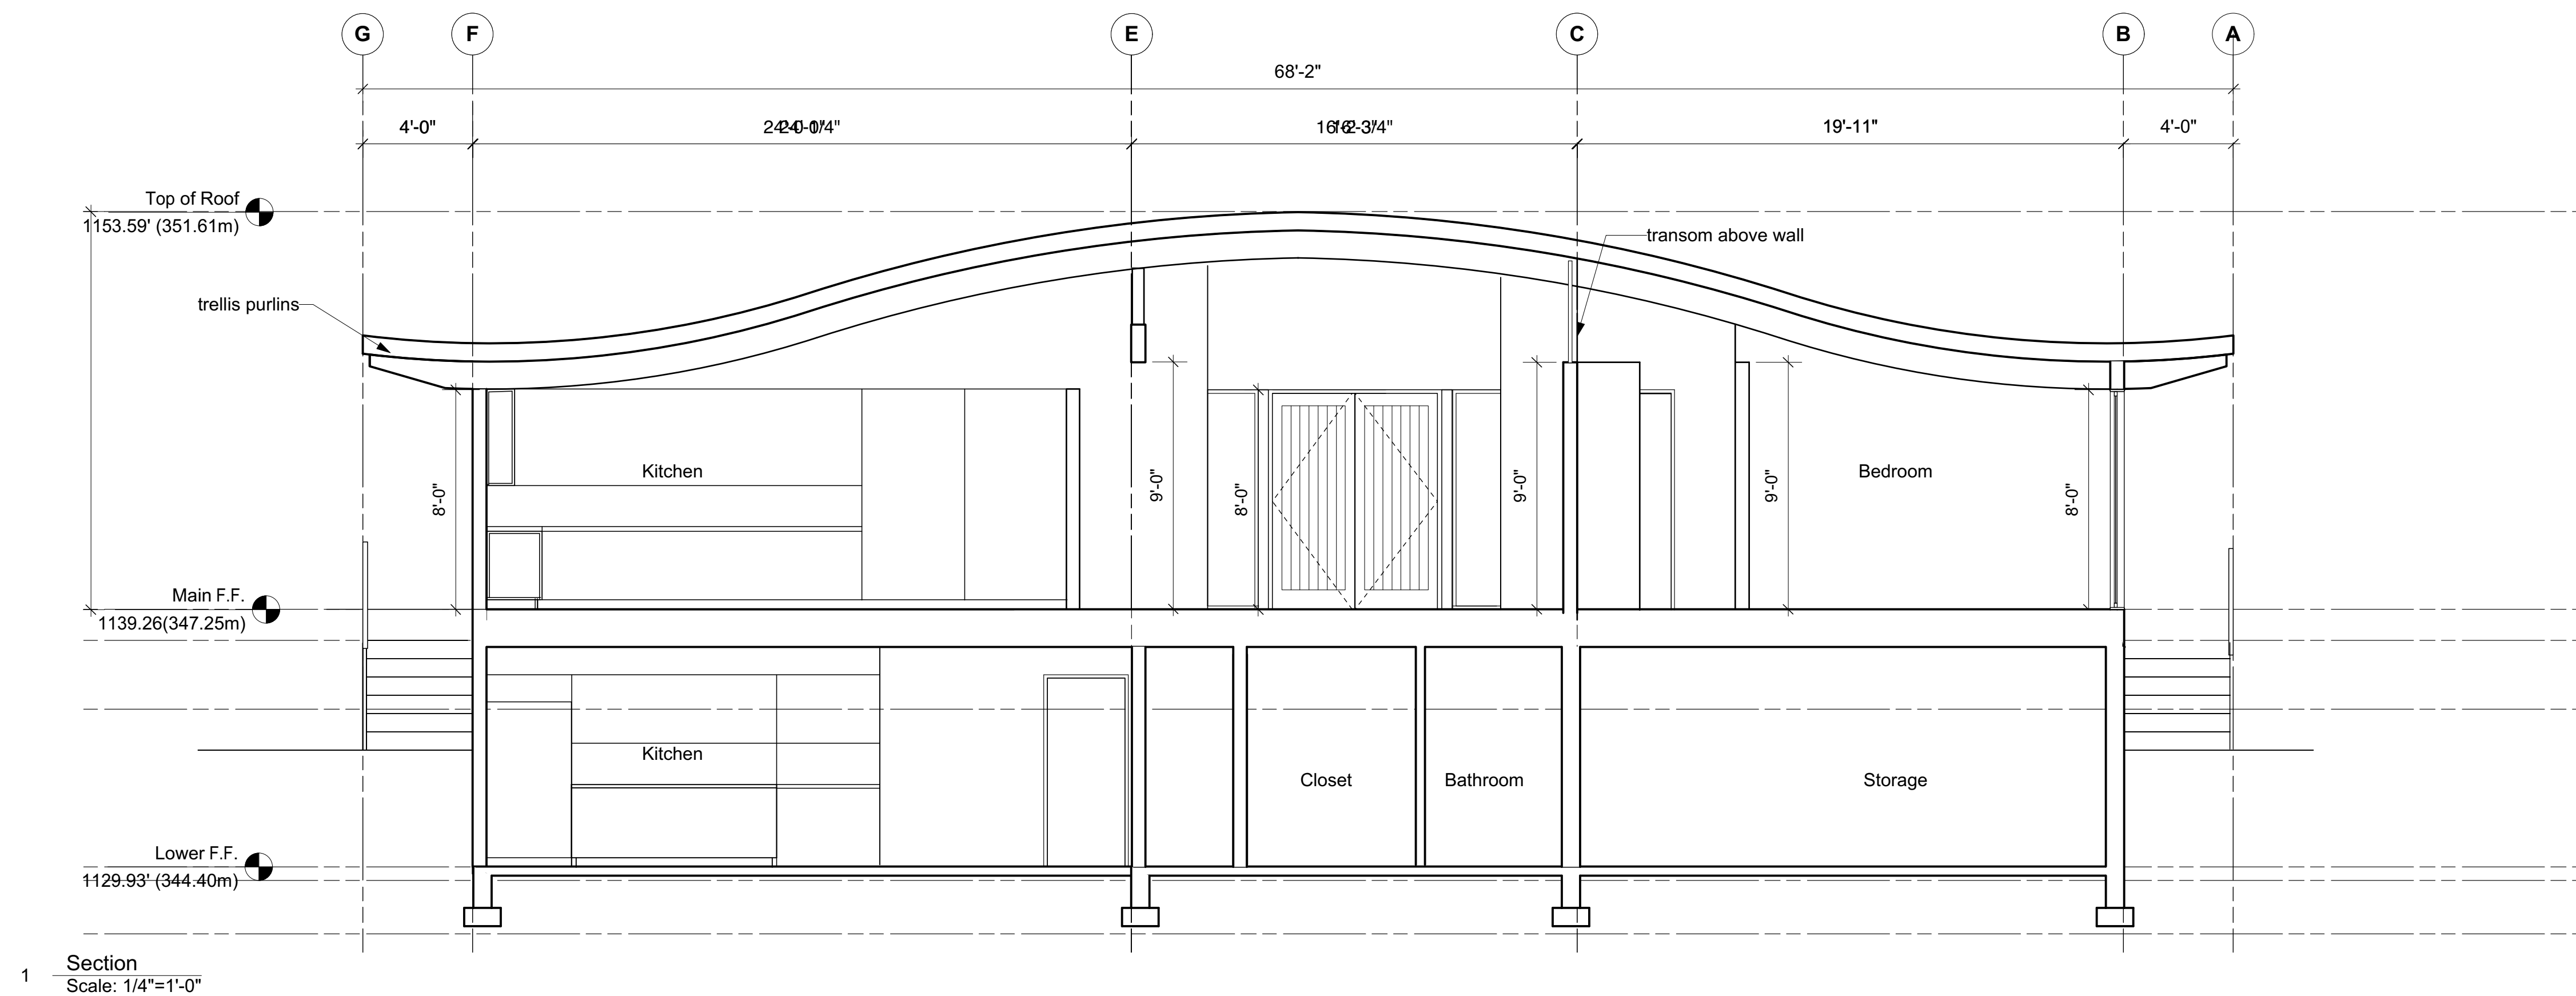 G F E C B A
68'-2"
4'-0" 19'-11" 4'-0"
Top of Roof
1153.59' (351.61m)
transom above wall
trellis purlins
Kitchen
Bedroom
8'-0" 9'-0" 8'-0" 9'-0" 9'-0" 8'-0"
Main F.F.
1139.26(347.25m)
Kitchen
Closet Bathroom Storage
Lower F.F.
1129.93' (344.40m)
1 Section
Scale: 1/4"=1'-0"